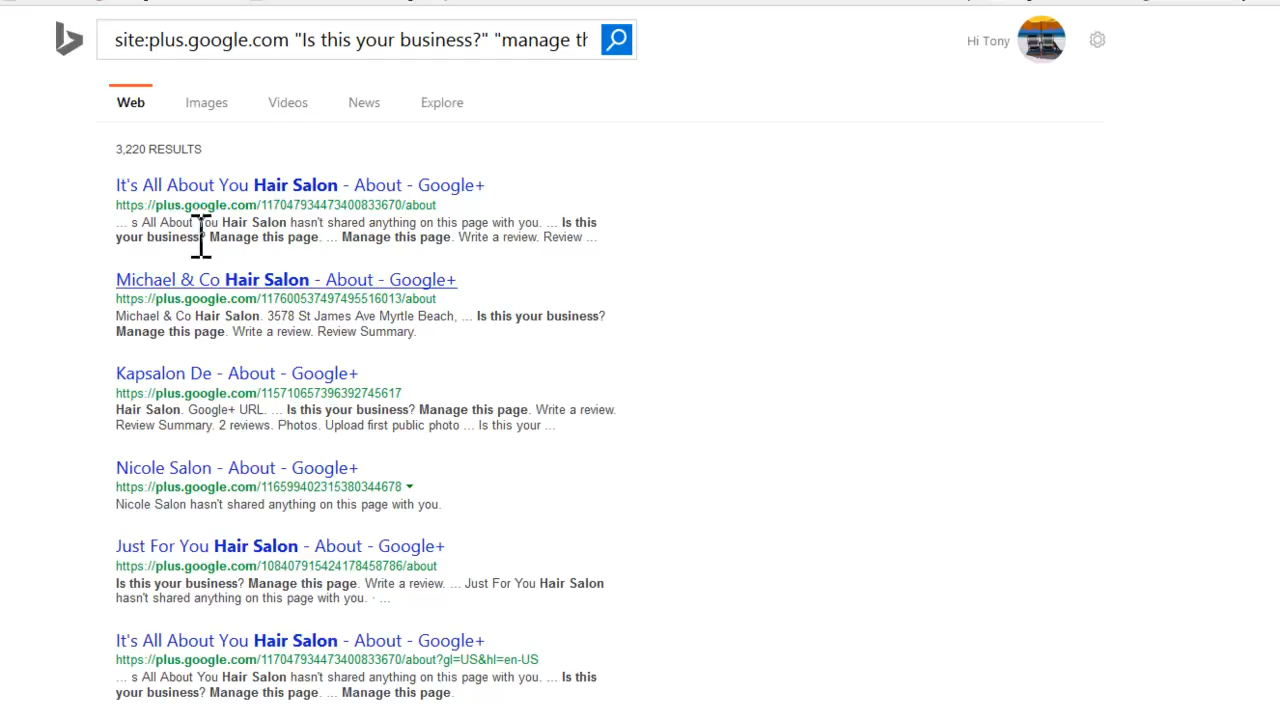 site:plus.google.com "Is this your business?" "manage th
Hi Tony
Web Images Videos News Explore
3,220 RESULTS
It's All About You Hair Salon - About - Google+
https://plus.google.com/117047934473400833670/about
... s All About You Hair Salon hasn't shared anything on this page with you. ... Is this
your business? Manage this page. ... Manage this page. Write a review. Review ...
Michael & Co Hair Salon - About - Google+
https://plus.google.com/117600537497495516013/about
Michael & Co Hair Salon. 3578 St James Ave Myrtle Beach, ... Is this your business?
Manage this page. Write a review. Review Summary.
Kapsalon De - About - Google+
https://plus.google.com/115710657396392745617
Hair Salon. Google+ URL. ... Is this your business? Manage this page. Write a review.
Review Summary. 2 reviews. Photos. Upload first public photo ... Is this your ...
Nicole Salon - About - Google+
https://plus.google.com/116599402315380344678
Nicole Salon hasn't shared anything on this page with you.
Just For You Hair Salon - About - Google+
https://plus.google.com/108407915424178458786/about
Is this your business? Manage this page. Write a review. ... Just For You Hair Salon
hasn't shared anything on this page with you. · ...
It's All About You Hair Salon - About - Google+
https://plus.google.com/117047934473400833670/about?gl=US&hl=en-US
... s All About You Hair Salon hasn't shared anything on this page with you. ... Is this
your business? Manage this page. ... Manage this page.